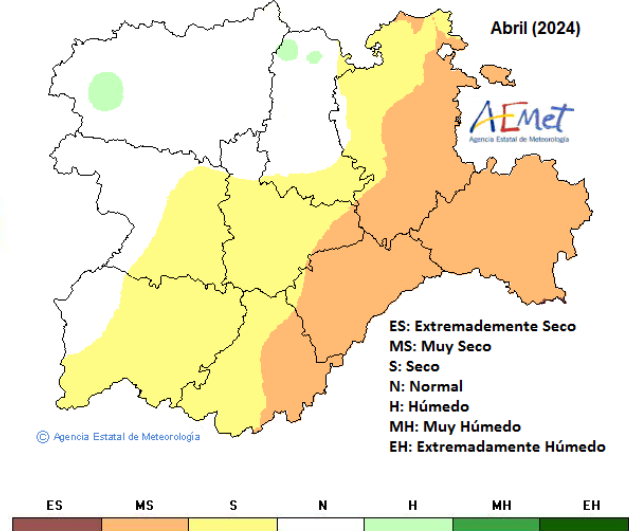 Abril (2024)
AEMet
Agencia Estatal de Meteorología
ES: Extremademente Seco
MS: Muy Seco
S: Seco
N: Normal
H: Húmedo
MH: Muy Húmedo
EH: Extremadamente Húmedo
© Agencia Estatal de Meteorología
ES MS S N H MH EH